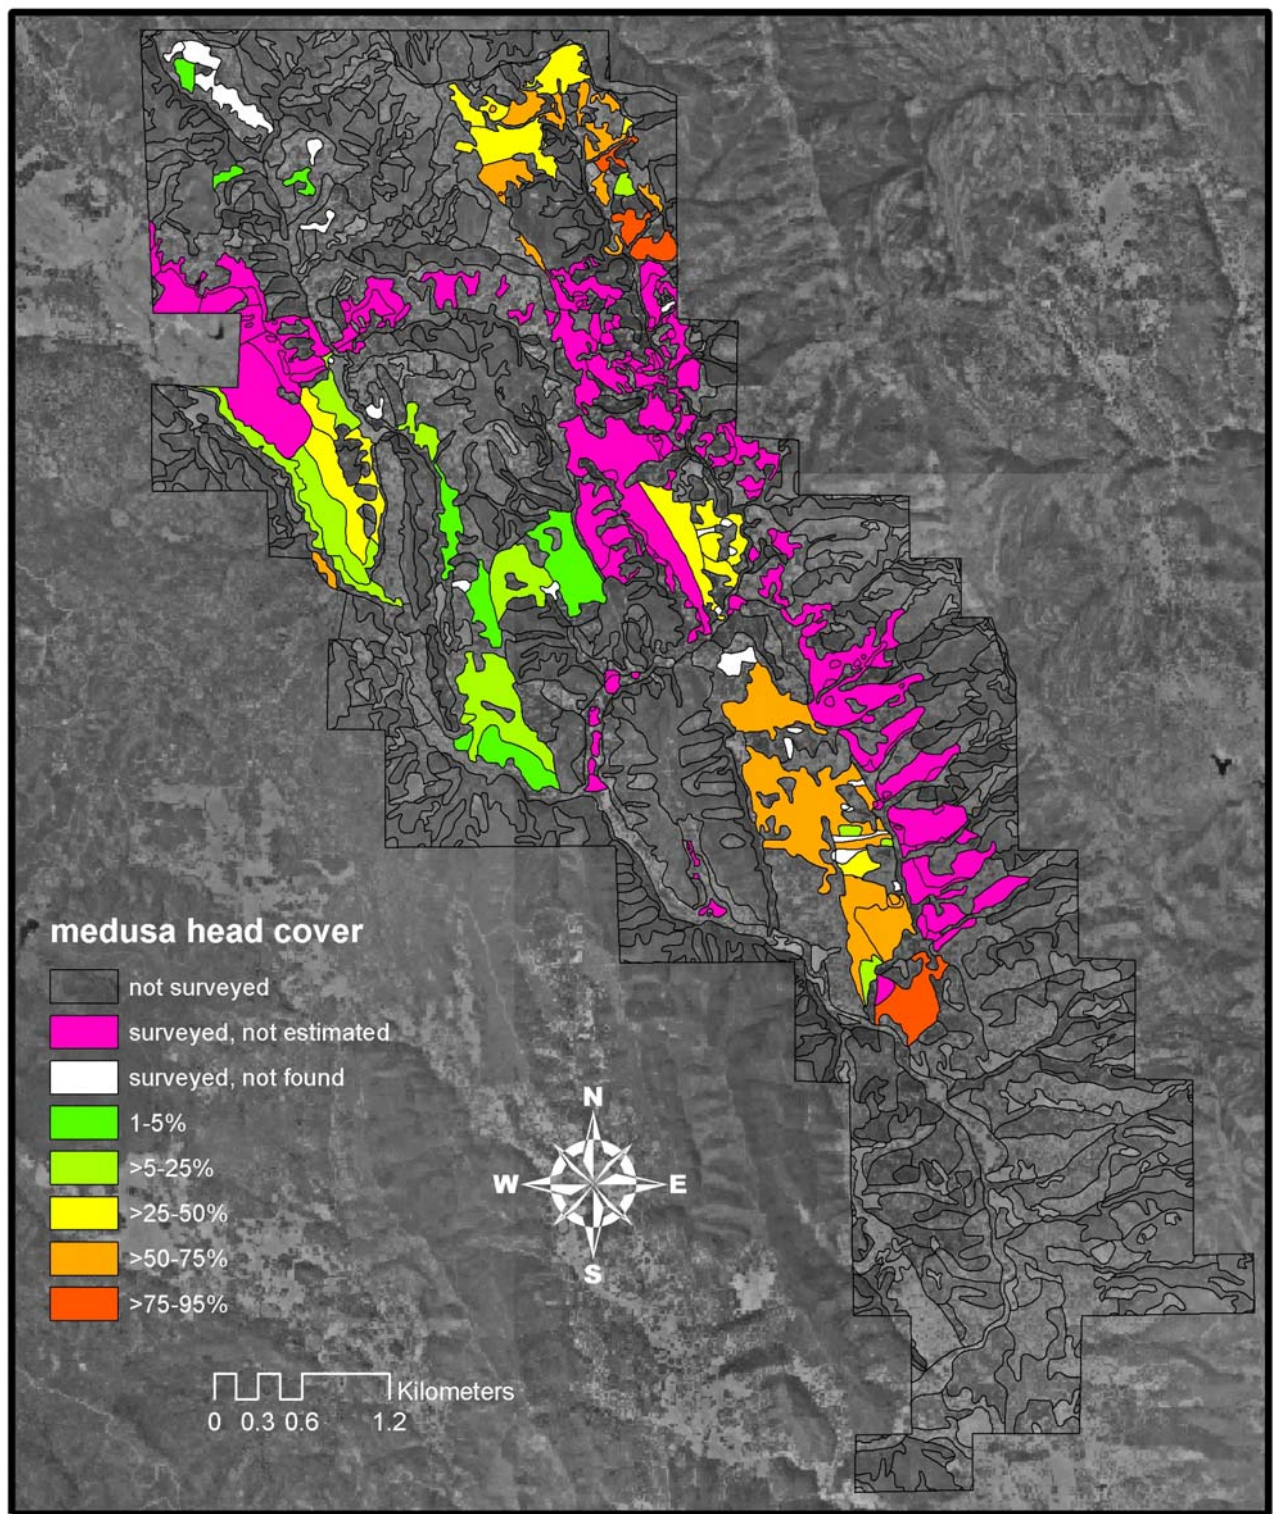 medusa head cover
not surveyed
surveyed, not estimated
surveyed, not found
1-5%
>5-25%
>25-50%
>50-75%
>75-95%
N
W E
S
Kilometers
0 0.3 0.6 1.2